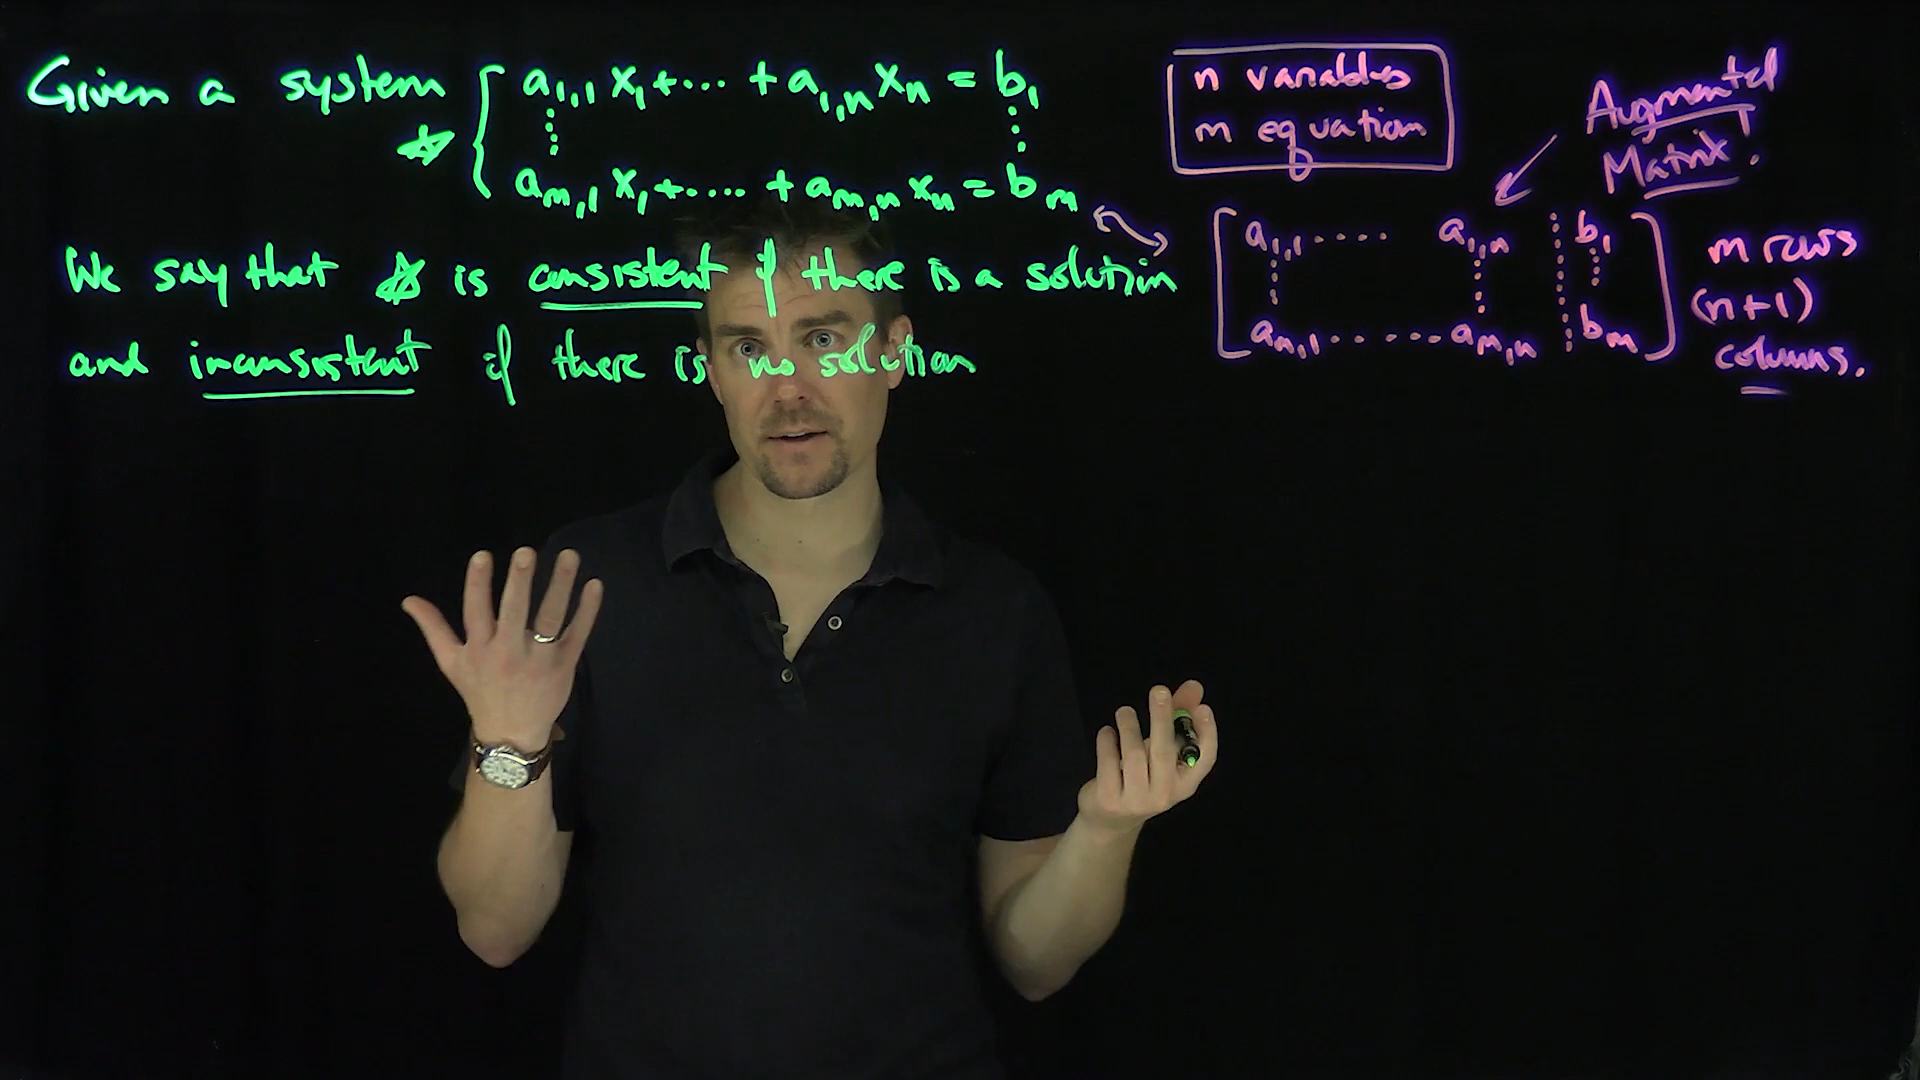 Given a system
☆ { a1,1 x1 + ... + a1,n xn = b1
⋮ ⋮
am,1 x1 + .... + am,n xn = bm
We say that ☆ is consistent if there is a solution
and inconsistent if there is no solution
n variables
m equation
Augmented
Matrix!
[ a1,1 ..... a1,n ⋮ b1 ]
⋮ ⋮ ⋮ ⋮
[ am,1 ...... am,n ⋮ bm ]
m rows
(n+1)
columns.